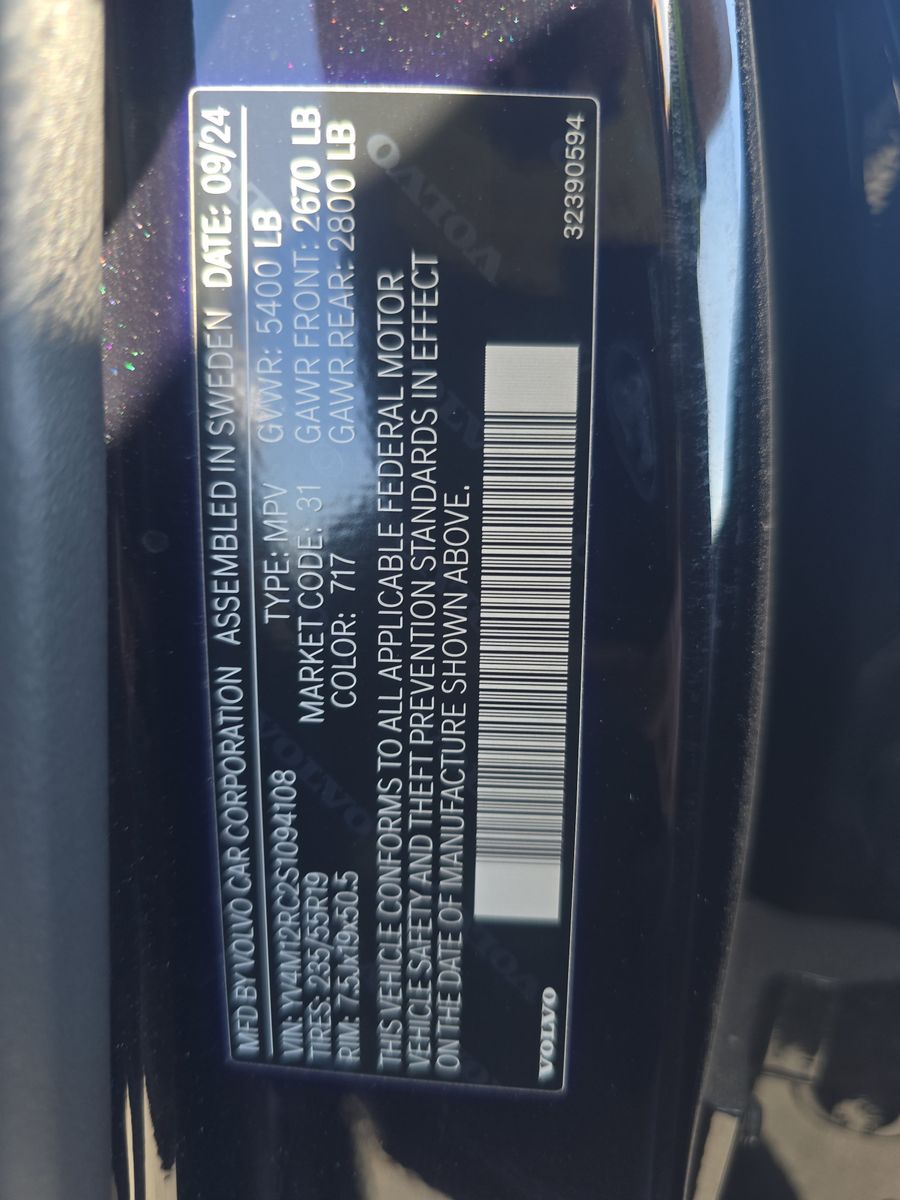 MFD BY VOLVO CAR CORPORATION ASSEMBLED IN SWEDEN DATE: 09/24
VIN: YV4M12RC2S1094108 TYPE: MPV GVWR: 5400 LB
TIRES: 235/55R19 MARKET CODE: 31 GAWR FRONT: 2670 LB
RIM: 7.5Jx19x50.5 COLOR: 717 GAWR REAR: 2800 LB
THIS VEHICLE CONFORMS TO ALL APPLICABLE FEDERAL MOTOR
VEHICLE SAFETY AND THEFT PREVENTION STANDARDS IN EFFECT
ON THE DATE OF MANUFACTURE SHOWN ABOVE.
VOLVO
32390594